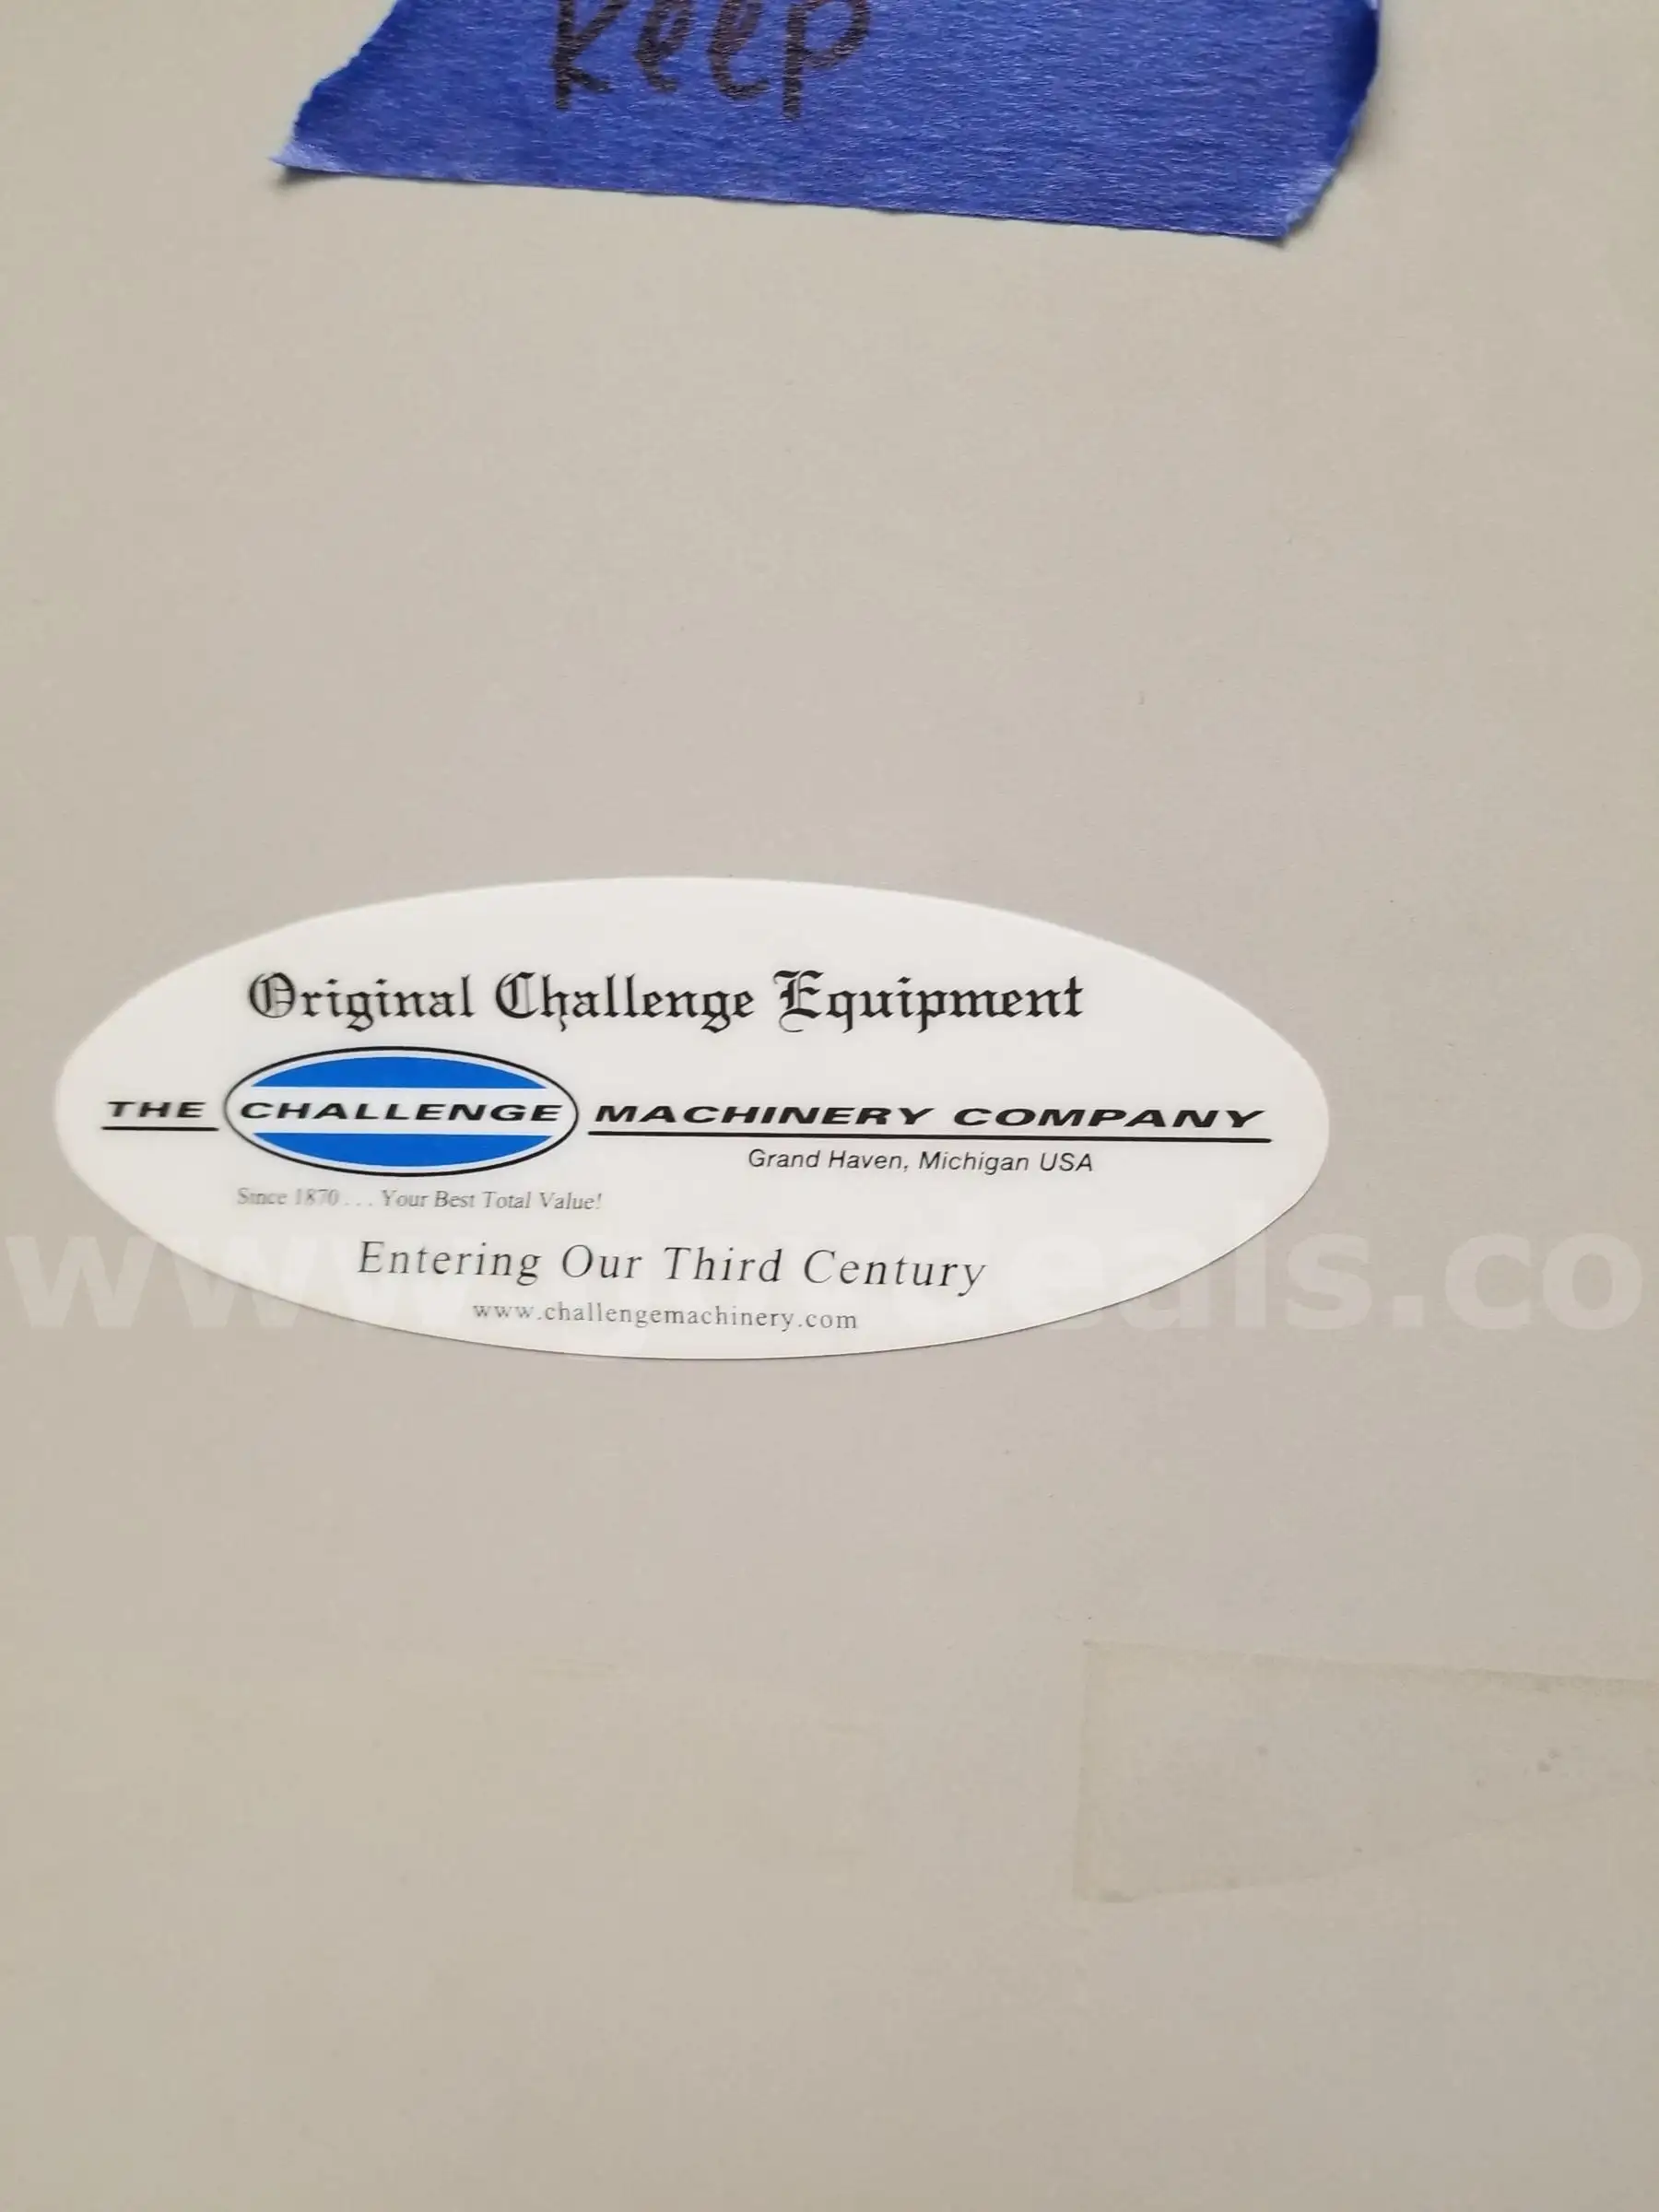 keep
Original Challenge Equipment
THE CHALLENGE MACHINERY COMPANY
Grand Haven, Michigan USA
Since 1870 . . . Your Best Total Value!
Entering Our Third Century
www.challengemachinery.com